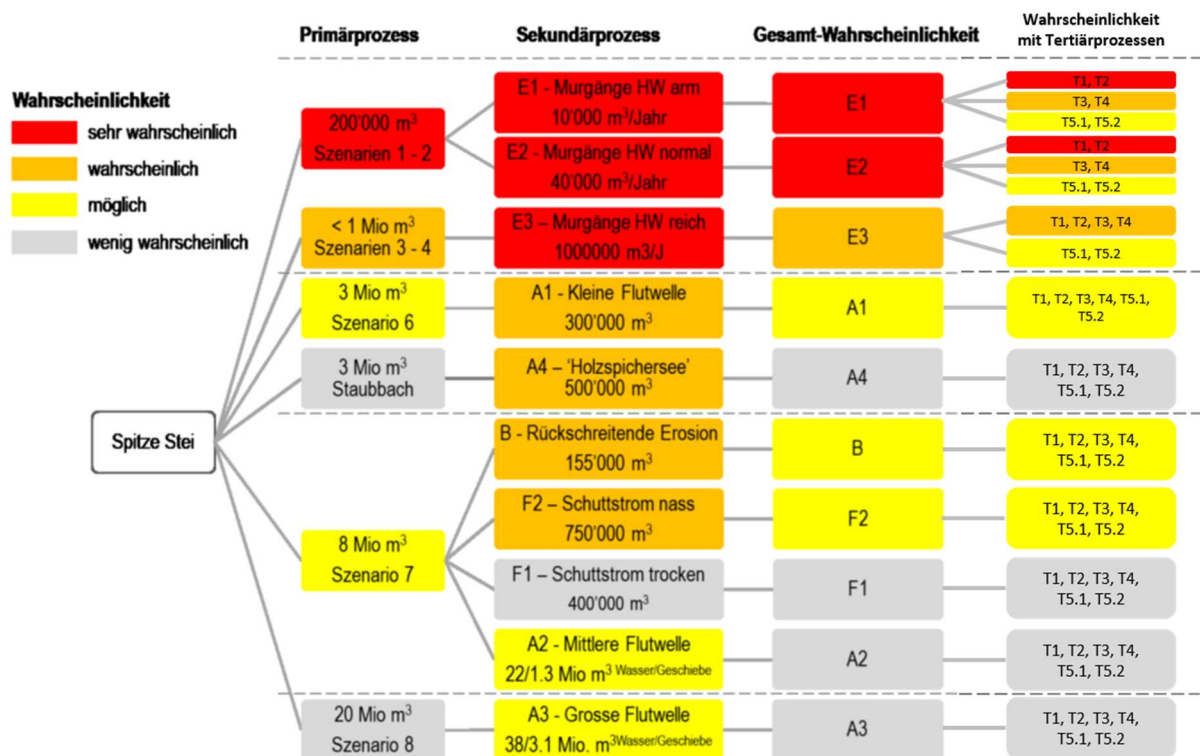 Primärprozess
Sekundärprozess
Gesamt-Wahrscheinlichkeit
Wahrscheinlichkeit
mit Tertiärprozessen
Wahrscheinlichkeit
sehr wahrscheinlich
wahrscheinlich
möglich
wenig wahrscheinlich
Spitze Stei
200'000 m³
Szenarien 1 - 2
E1 - Murgänge HW arm
10'000 m³/Jahr
E1
T1, T2
T3, T4
T5.1, T5.2
E2 - Murgänge HW normal
40'000 m³/Jahr
E2
T1, T2
T3, T4
T5.1, T5.2
< 1 Mio m³
Szenarien 3 - 4
E3 – Murgänge HW reich
1000000 m3/J
E3
T1, T2, T3, T4
T5.1, T5.2
3 Mio m³
Szenario 6
A1 - Kleine Flutwelle
300'000 m³
A1
T1, T2, T3, T4, T5.1,
T5.2
3 Mio m³
Staubbach
A4 – 'Holzspichersee'
500'000 m³
A4
T1, T2, T3, T4,
T5.1, T5.2
8 Mio m³
Szenario 7
B - Rückschreitende Erosion
155'000 m³
B
T1, T2, T3, T4,
T5.1, T5.2
F2 – Schuttstrom nass
750'000 m³
F2
T1, T2, T3, T4,
T5.1, T5.2
F1 – Schuttstrom trocken
400'000 m³
F1
T1, T2, T3, T4,
T5.1, T5.2
A2 - Mittlere Flutwelle
22/1.3 Mio m³ Wasser/Geschiebe
A2
T1, T2, T3, T4,
T5.1, T5.2
20 Mio m³
Szenario 8
A3 - Grosse Flutwelle
38/3.1 Mio. m³Wasser/Geschiebe
A3
T1, T2, T3, T4,
T5.1, T5.2